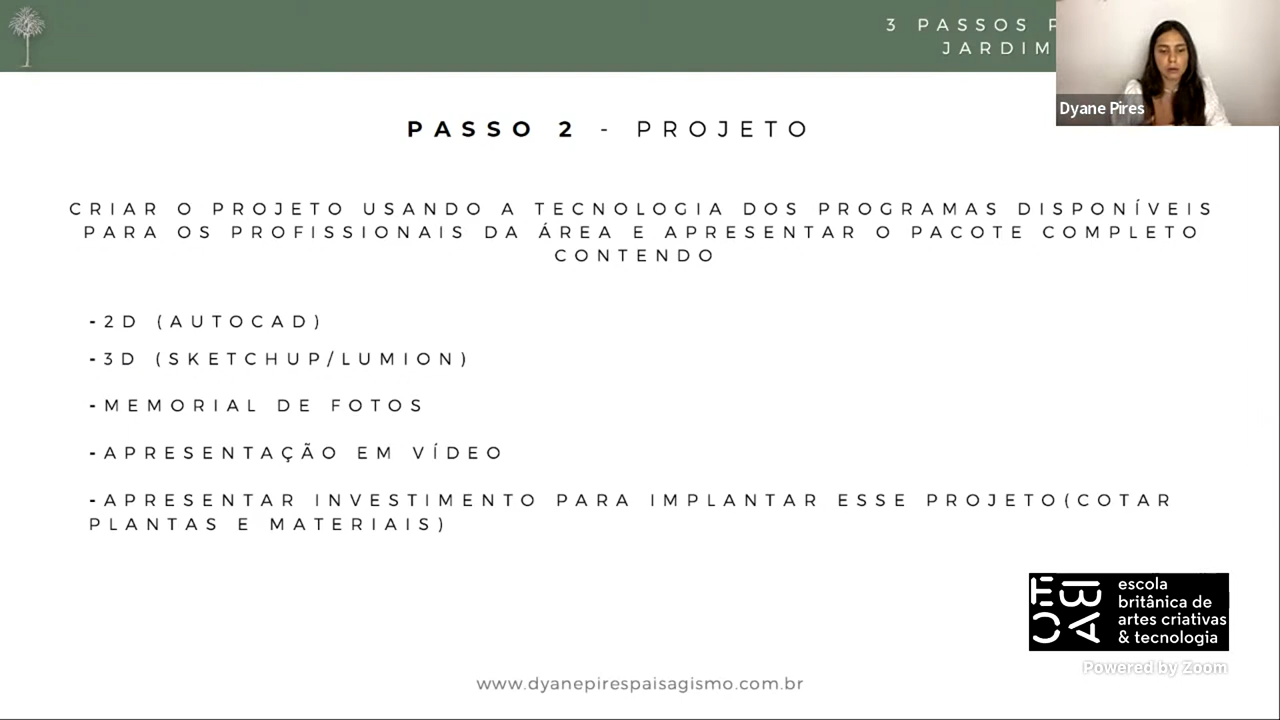 3 PASSOS
JARDIM
Dyane Pires
PASSO 2 - PROJETO
CRIAR O PROJETO USANDO A TECNOLOGIA DOS PROGRAMAS DISPONÍVEIS
PARA OS PROFISSIONAIS DA ÁREA E APRESENTAR O PACOTE COMPLETO
CONTENDO
-2D (AUTOCAD)
-3D (SKETCHUP/LUMION)
-MEMORIAL DE FOTOS
-APRESENTAÇÃO EM VÍDEO
-APRESENTAR INVESTIMENTO PARA IMPLANTAR ESSE PROJETO(COTAR
PLANTAS E MATERIAIS)
escola
britânica de
artes criativas
& tecnologia
Powered by Zoom
www.dyanepirespaisagismo.com.br